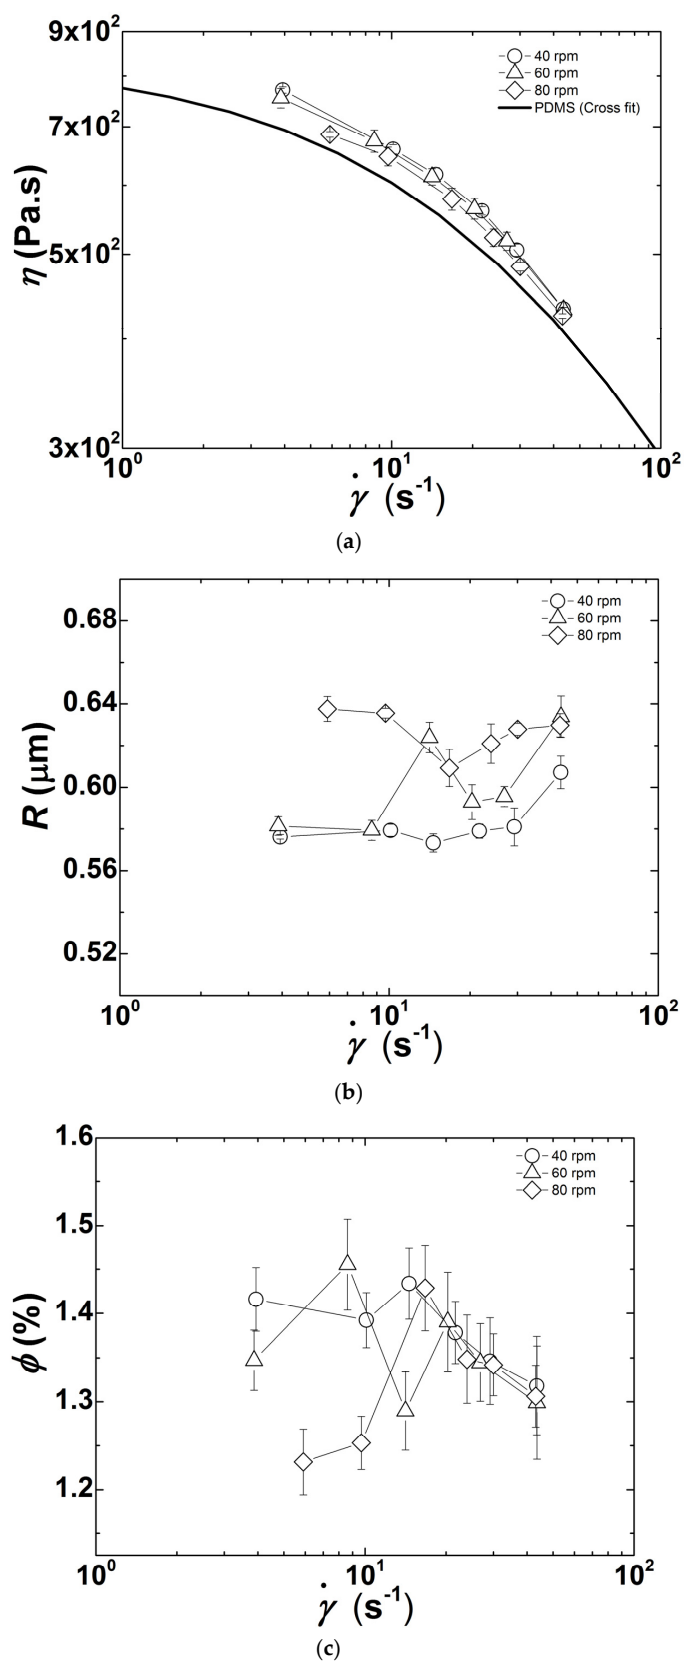 9x10²
40 rpm
60 rpm
80 rpm
PDMS (Cross fit)
7x10²
η (Pa.s)
5x10²
3x10²
10⁰ 10¹ 10²
γ̇ (s⁻¹)
(a)
40 rpm
60 rpm
80 rpm
0.68
0.64
R (μm)
0.60
0.56
0.52
10⁰ 10¹ 10²
γ̇ (s⁻¹)
(b)
1.6
40 rpm
60 rpm
80 rpm
1.5
1.4
ϕ (%)
1.3
1.2
10⁰ 10¹ 10²
γ̇ (s⁻¹)
(c)